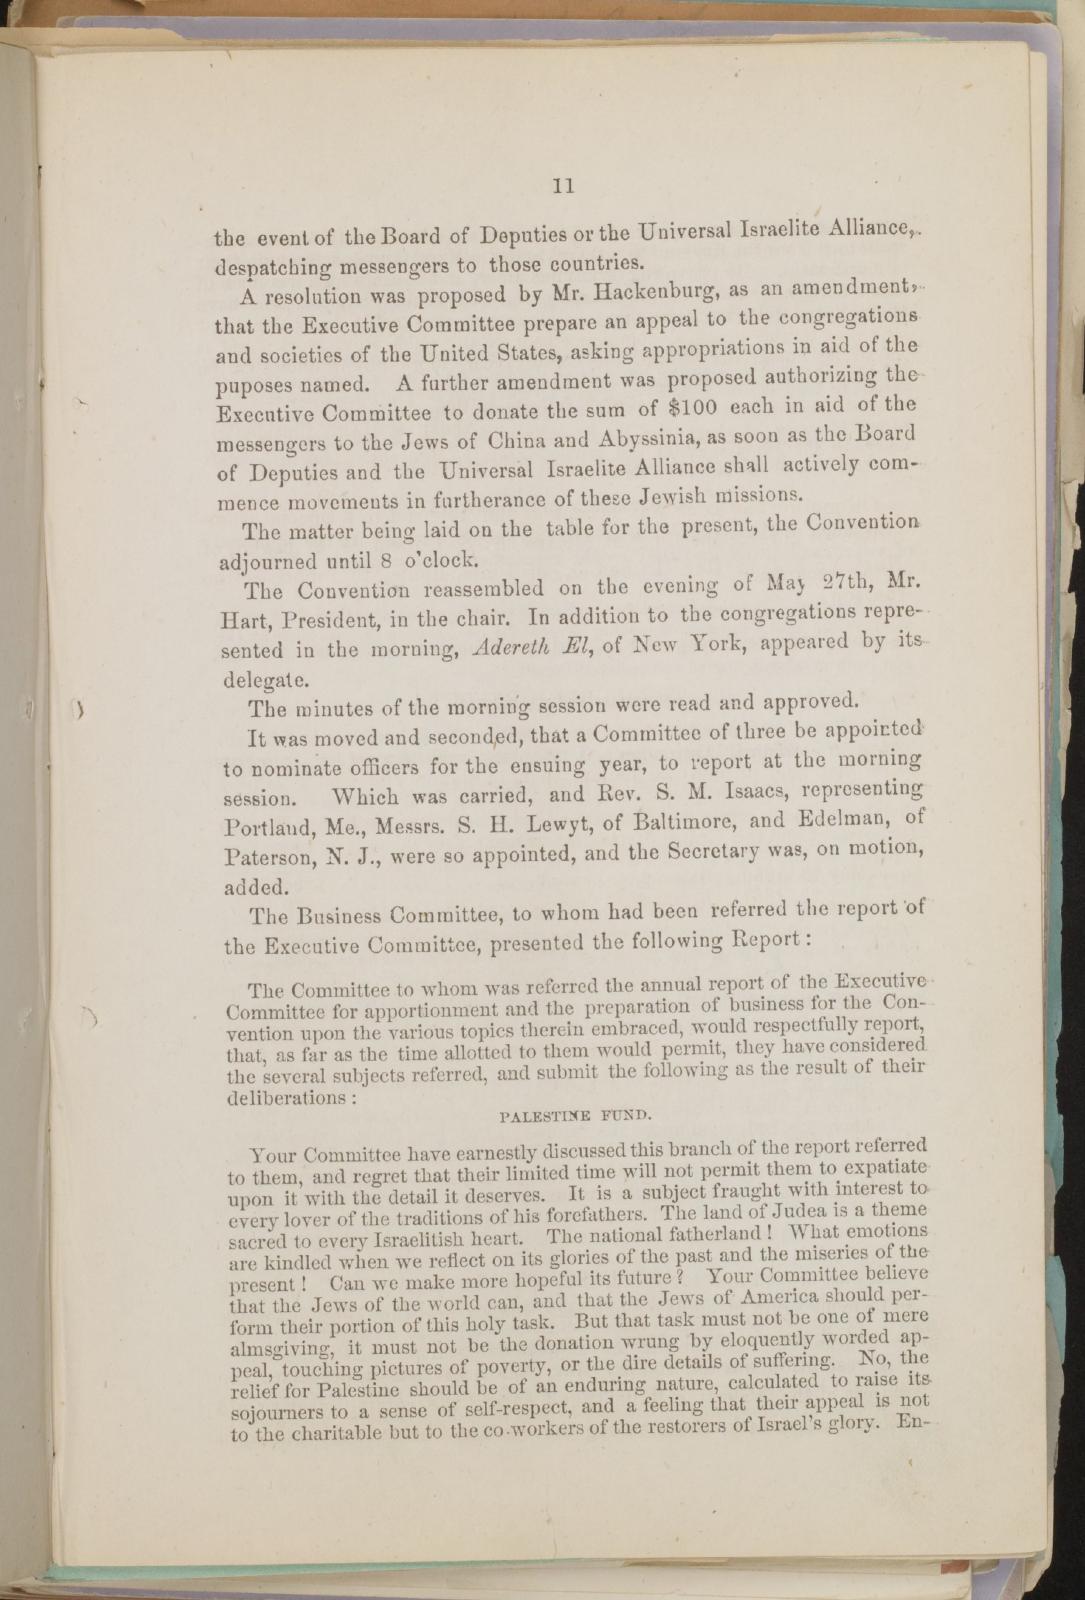 11
the event of the Board of Deputies or the Universal Israelite Alliance,
despatching messengers to those countries.
A resolution was proposed by Mr. Hackenburg, as an amendment,
that the Executive Committee prepare an appeal to the congregations
and societies of the United States, asking appropriations in aid of the
puposes named. A further amendment was proposed authorizing the
Executive Committee to donate the sum of $100 each in aid of the
messengers to the Jews of China and Abyssinia, as soon as the Board
of Deputies and the Universal Israelite Alliance shall actively com-
mence movements in furtherance of these Jewish missions.
The matter being laid on the table for the present, the Convention
adjourned until 8 o'clock.
The Convention reassembled on the evening of May 27th, Mr.
Hart, President, in the chair. In addition to the congregations repre-
sented in the morning, Adereth El, of New York, appeared by its
delegate.
The minutes of the morning session were read and approved.
It was moved and seconded, that a Committee of three be appointed
to nominate officers for the ensuing year, to report at the morning
session. Which was carried, and Rev. S. M. Isaacs, representing
Portland, Me., Messrs. S. H. Lewyt, of Baltimore, and Edelman, of
Paterson, N. J., were so appointed, and the Secretary was, on motion,
added.
The Business Committee, to whom had been referred the report of
the Executive Committee, presented the following Report:
The Committee to whom was referred the annual report of the Executive
Committee for apportionment and the preparation of business for the Con-
vention upon the various topics therein embraced, would respectfully report,
that, as far as the time allotted to them would permit, they have considered
the several subjects referred, and submit the following as the result of their
deliberations:
PALESTINE FUND.
Your Committee have earnestly discussed this branch of the report referred
to them, and regret that their limited time will not permit them to expatiate
upon it with the detail it deserves. It is a subject fraught with interest to
every lover of the traditions of his forefathers. The land of Judea is a theme
sacred to every Israelitish heart. The national fatherland! What emotions
are kindled when we reflect on its glories of the past and the miseries of the
present! Can we make more hopeful its future? Your Committee believe
that the Jews of the world can, and that the Jews of America should per-
form their portion of this holy task. But that task must not be one of mere
almsgiving, it must not be the donation wrung by eloquently worded ap-
peal, touching pictures of poverty, or the dire details of suffering. No, the
relief for Palestine should be of an enduring nature, calculated to raise its
sojourners to a sense of self-respect, and a feeling that their appeal is not
to the charitable but to the co-workers of the restorers of Israel's glory. En-